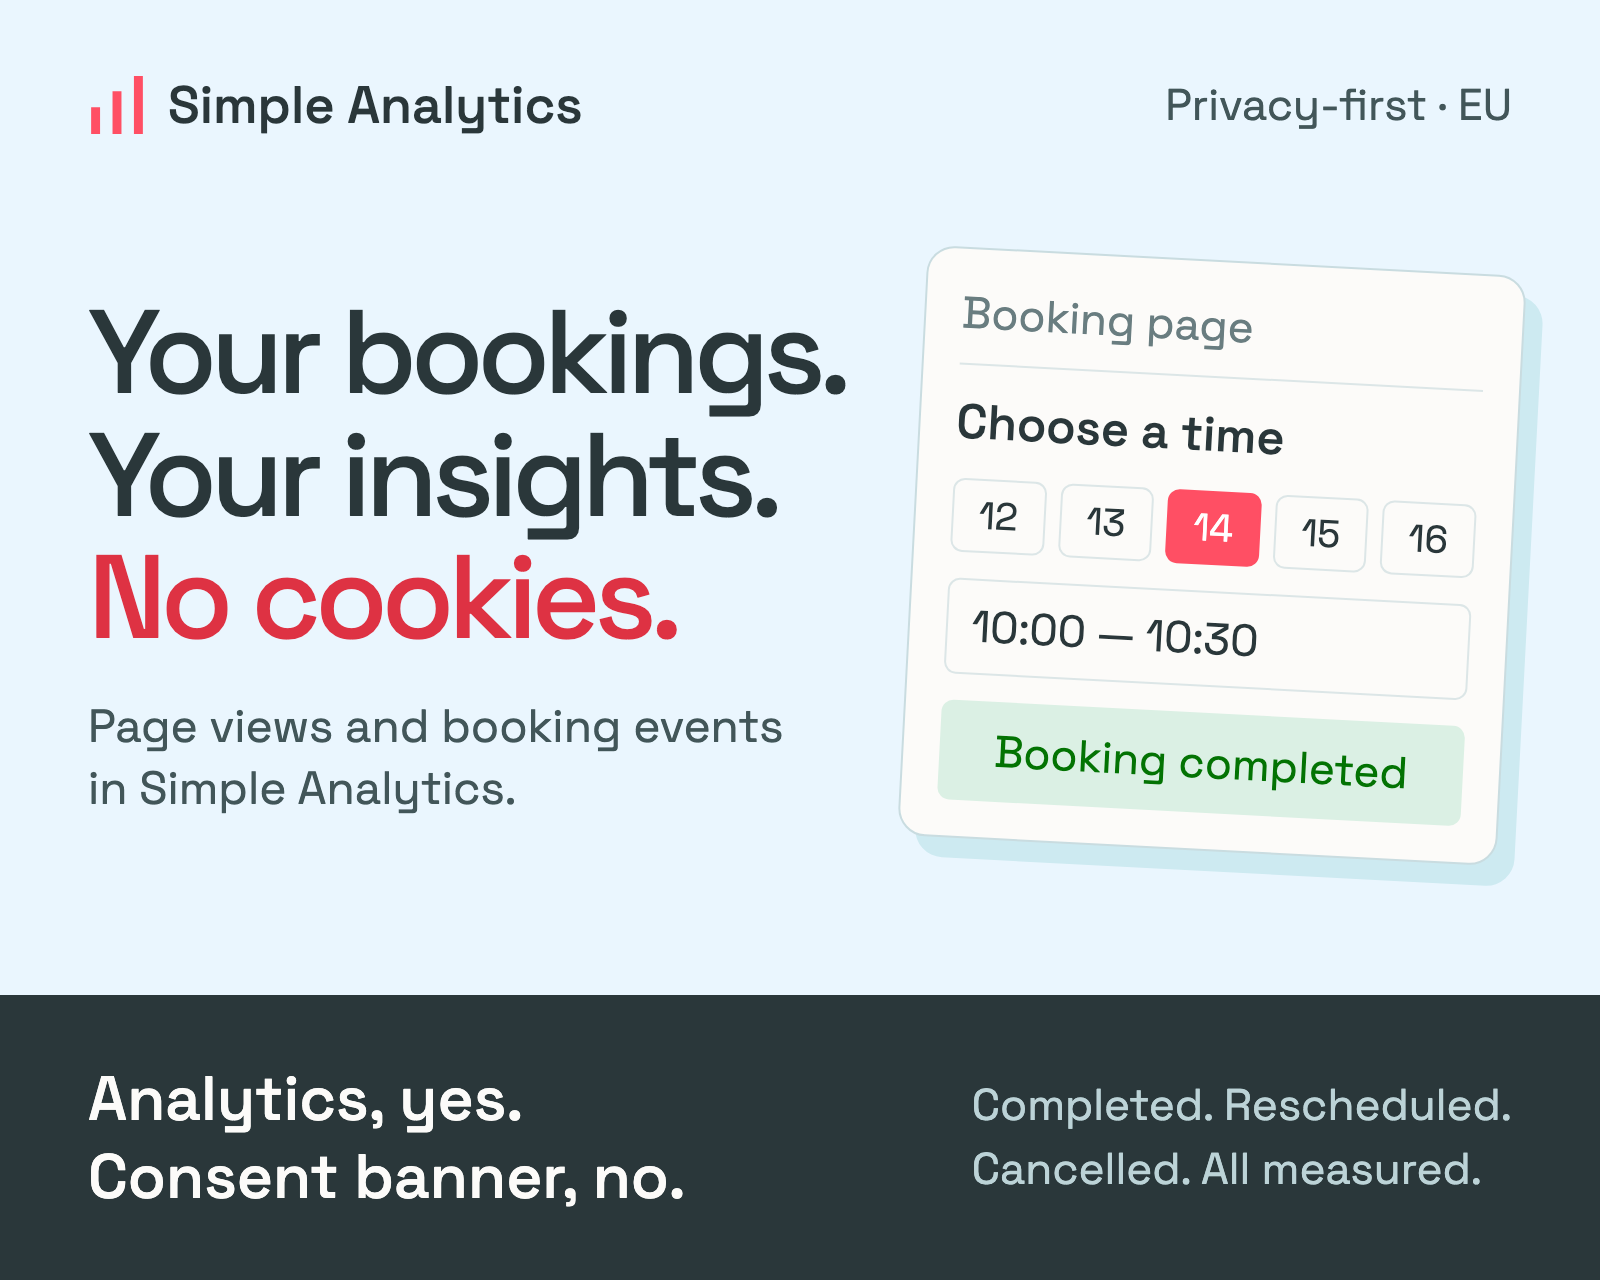 Simple Analytics
Privacy-first · EU
Your bookings.
Your insights.
No cookies.
Page views and booking events
in Simple Analytics.
Booking page
Choose a time
12 13 14 15 16
10:00 — 10:30
Booking completed
Analytics, yes.
Consent banner, no.
Completed. Rescheduled.
Cancelled. All measured.